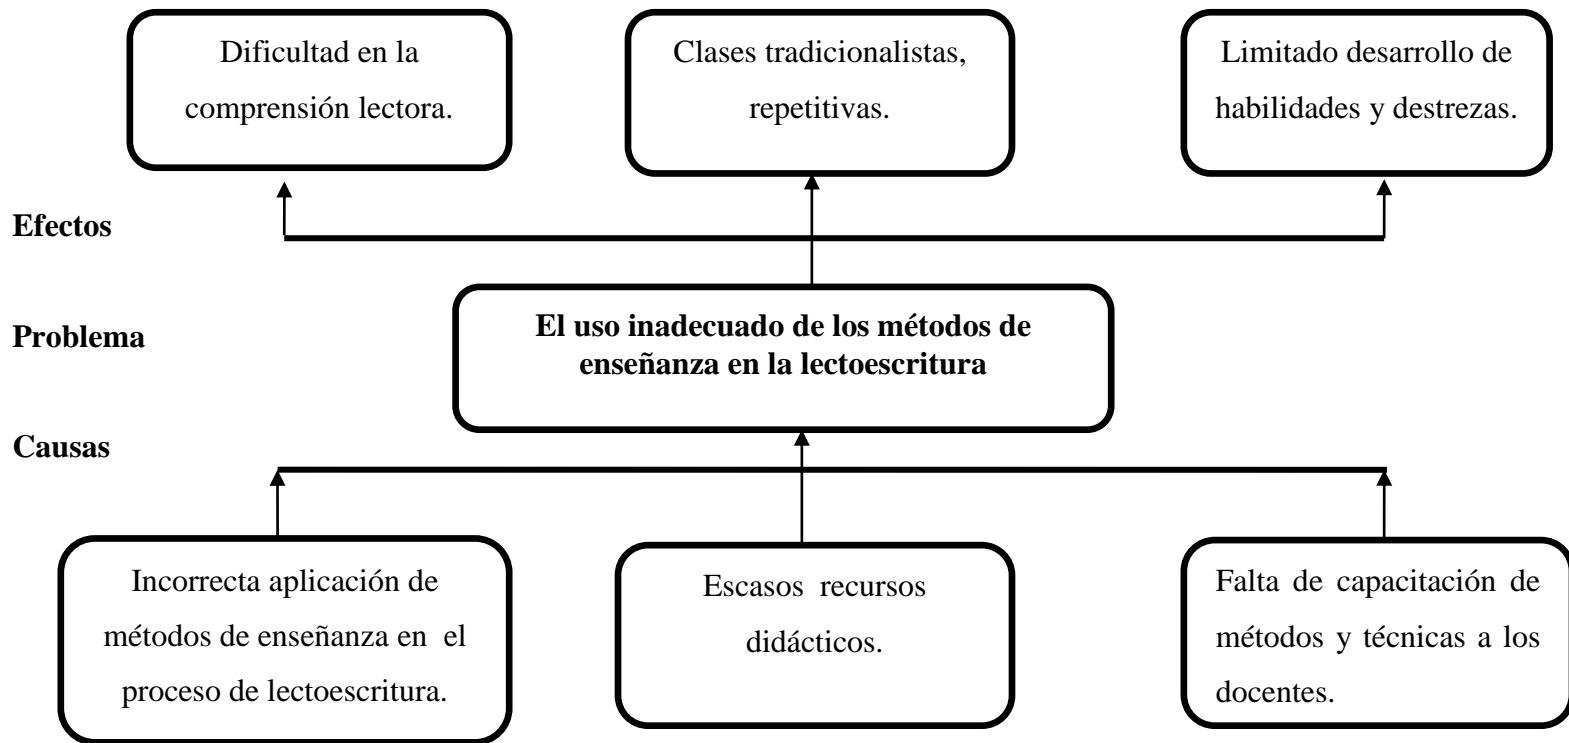 Dificultad en la
comprensión lectora.
Clases tradicionalistas,
repetitivas.
Limitado desarrollo de
habilidades y destrezas.
Efectos
Problema
El uso inadecuado de los métodos de
enseñanza en la lectoescritura
Causas
Incorrecta aplicación de
métodos de enseñanza en  el
proceso de lectoescritura.
Escasos  recursos
didácticos.
Falta de capacitación de
métodos y técnicas a los
docentes.